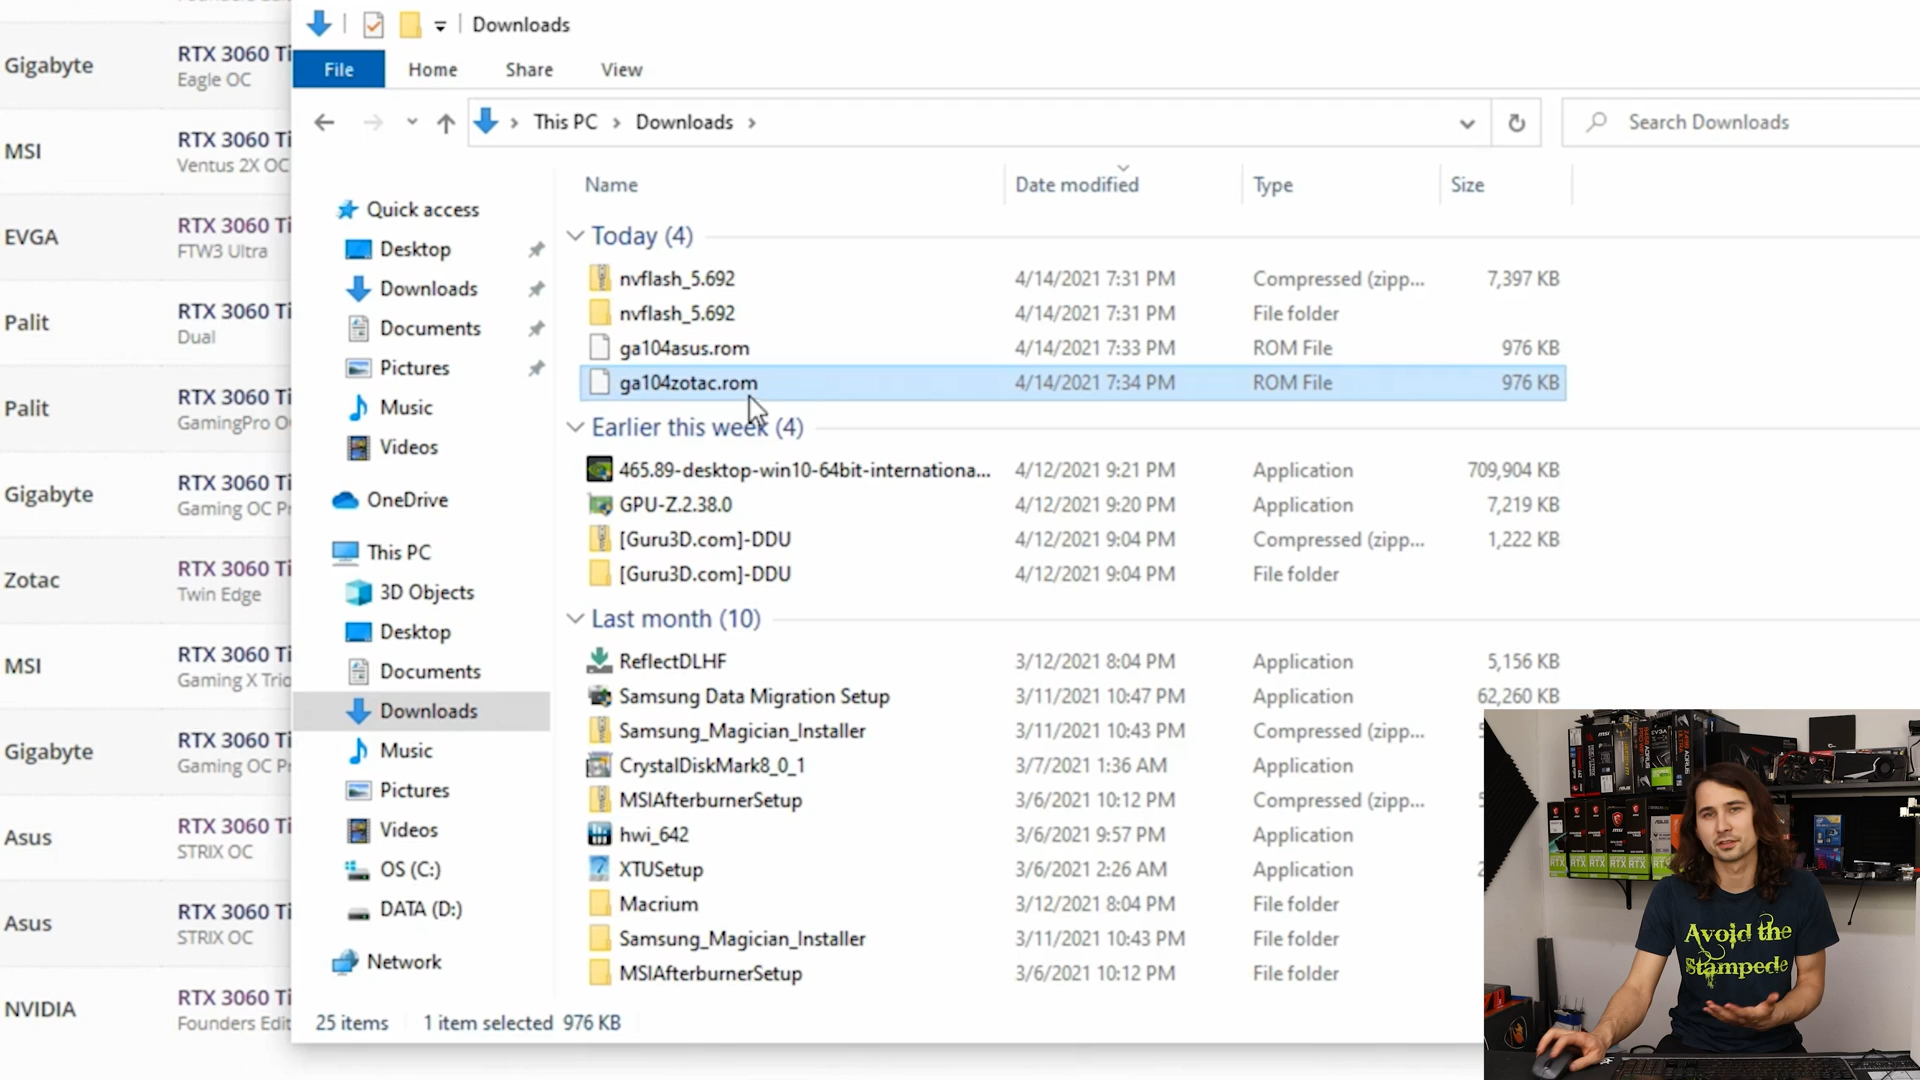 Gigabyte
RTX 3060 Ti
Eagle OC
MSI
RTX 3060 Ti
Ventus 2X OC
EVGA
RTX 3060 Ti
FTW3 Ultra
Palit
RTX 3060 Ti
Dual
Palit
RTX 3060 Ti
GamingPro O
Gigabyte
RTX 3060 Ti
Gaming OC Pr
Zotac
RTX 3060 Ti
Twin Edge
MSI
RTX 3060 Ti
Gaming X Trio
Gigabyte
RTX 3060 Ti
Gaming OC Pr
Asus
RTX 3060 Ti
STRIX OC
Asus
RTX 3060 Ti
STRIX OC
NVIDIA
RTX 3060 Ti
Founders Edit
Downloads
File Home Share View
This PC Downloads
Search Downloads
Quick access
Desktop
Downloads
Documents
Pictures
Music
Videos
OneDrive
This PC
3D Objects
Desktop
Documents
Downloads
Music
Pictures
Videos
OS (C:)
DATA (D:)
Network
Name Date modified Type Size
Today (4)
nvflash_5.692 4/14/2021 7:31 PM Compressed (zipp... 7,397 KB
nvflash_5.692 4/14/2021 7:31 PM File folder
ga104asus.rom 4/14/2021 7:33 PM ROM File 976 KB
ga104zotac.rom 4/14/2021 7:34 PM ROM File 976 KB
Earlier this week (4)
465.89-desktop-win10-64bit-internationa... 4/12/2021 9:21 PM Application 709,904 KB
GPU-Z.2.38.0 4/12/2021 9:20 PM Application 7,219 KB
[Guru3D.com]-DDU 4/12/2021 9:04 PM Compressed (zipp... 1,222 KB
[Guru3D.com]-DDU 4/12/2021 9:04 PM File folder
Last month (10)
ReflectDLHF 3/12/2021 8:04 PM Application 5,156 KB
Samsung Data Migration Setup 3/11/2021 10:47 PM Application 62,260 KB
Samsung_Magician_Installer 3/11/2021 10:43 PM Compressed (zipp...
CrystalDiskMark8_0_1 3/7/2021 1:36 AM Application
MSIAfterburnerSetup 3/6/2021 10:12 PM Compressed (zipp...
hwi_642 3/6/2021 9:57 PM Application
XTUSetup 3/6/2021 2:26 AM Application
Macrium 3/12/2021 8:04 PM File folder
Samsung_Magician_Installer 3/11/2021 10:43 PM File folder
MSIAfterburnerSetup 3/6/2021 10:12 PM File folder
25 items 1 item selected 976 KB
Avoid the
Stampede
RTX RTX RTX RTX RTX